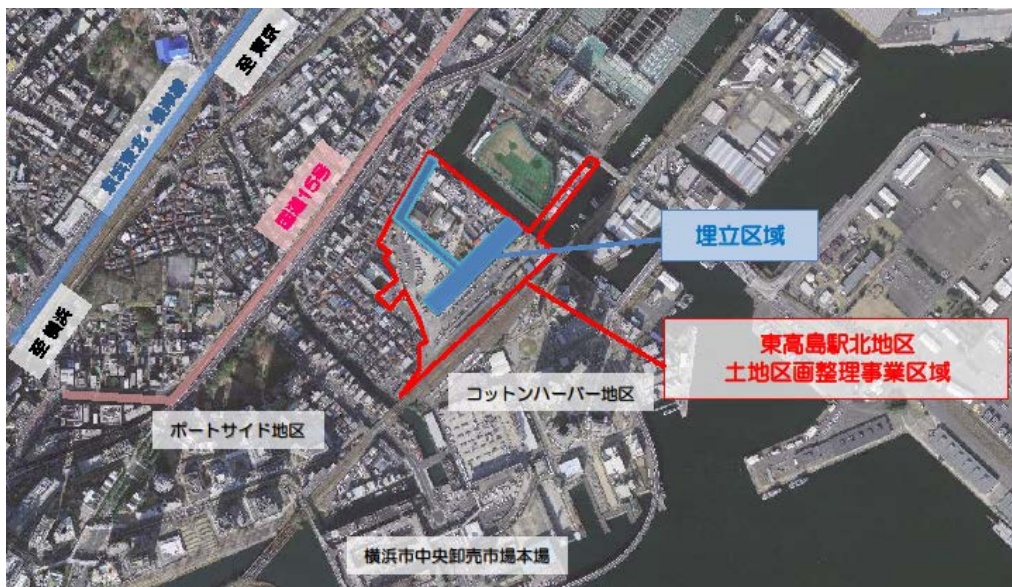 至 東京
京浜東北・根岸線
国道15号
埋立区域
至 横浜
東高島駅北地区
土地区画整理事業区域
コットンハーバー地区
ポートサイド地区
横浜市中央卸売市場本場